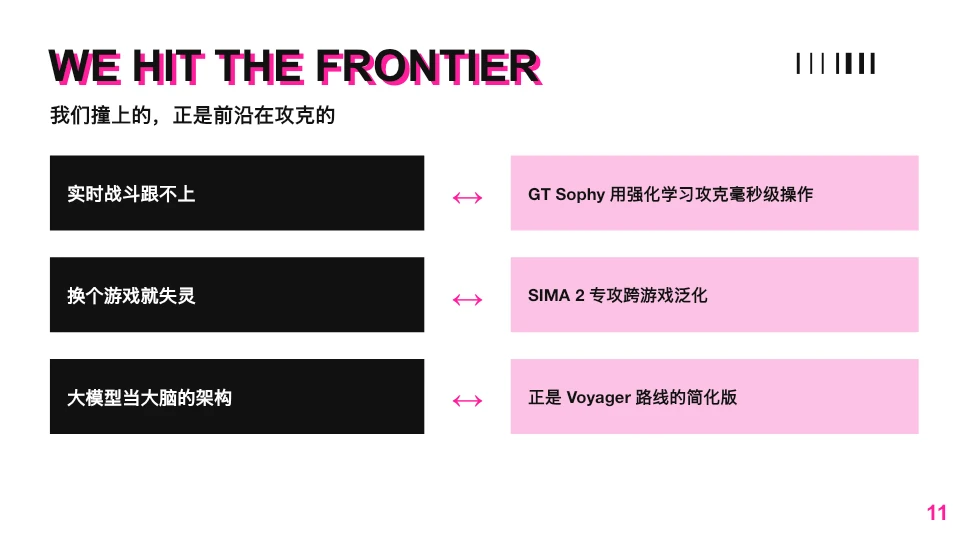 WE HIT THE FRONTIER
我们撞上的，正是前沿在攻克的
实时战斗跟不上
↔
GT Sophy 用强化学习攻克毫秒级操作
换个游戏就失灵
↔
SIMA 2 专攻跨游戏泛化
大模型当大脑的架构
↔
正是 Voyager 路线的简化版
11